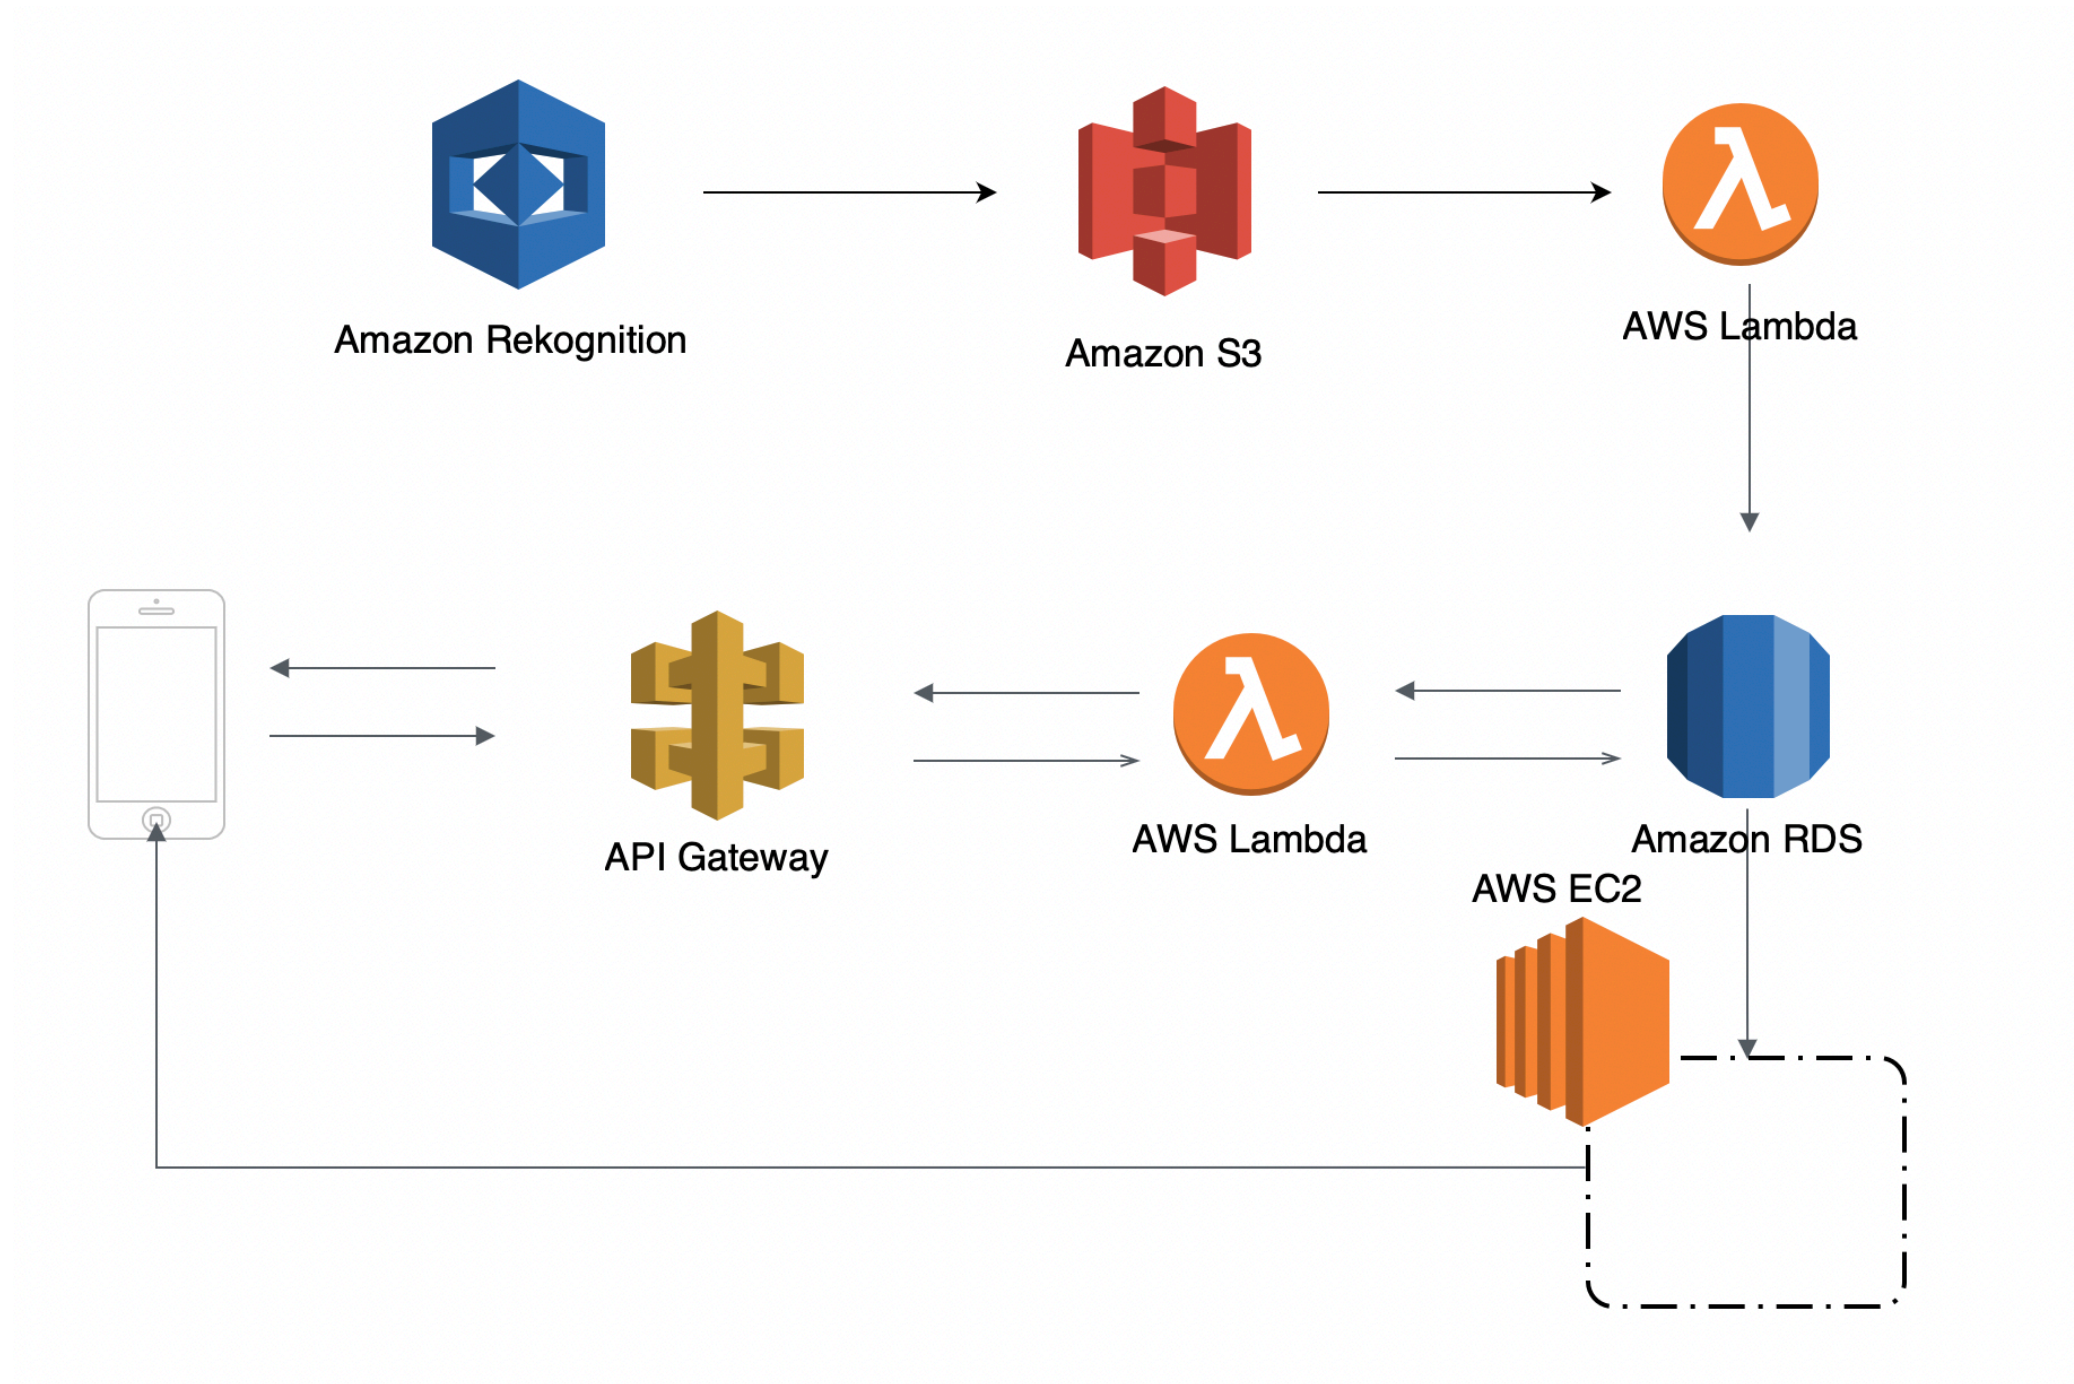 Amazon Rekognition
Amazon S3
AWS Lambda
API Gateway
AWS Lambda
Amazon RDS
AWS EC2